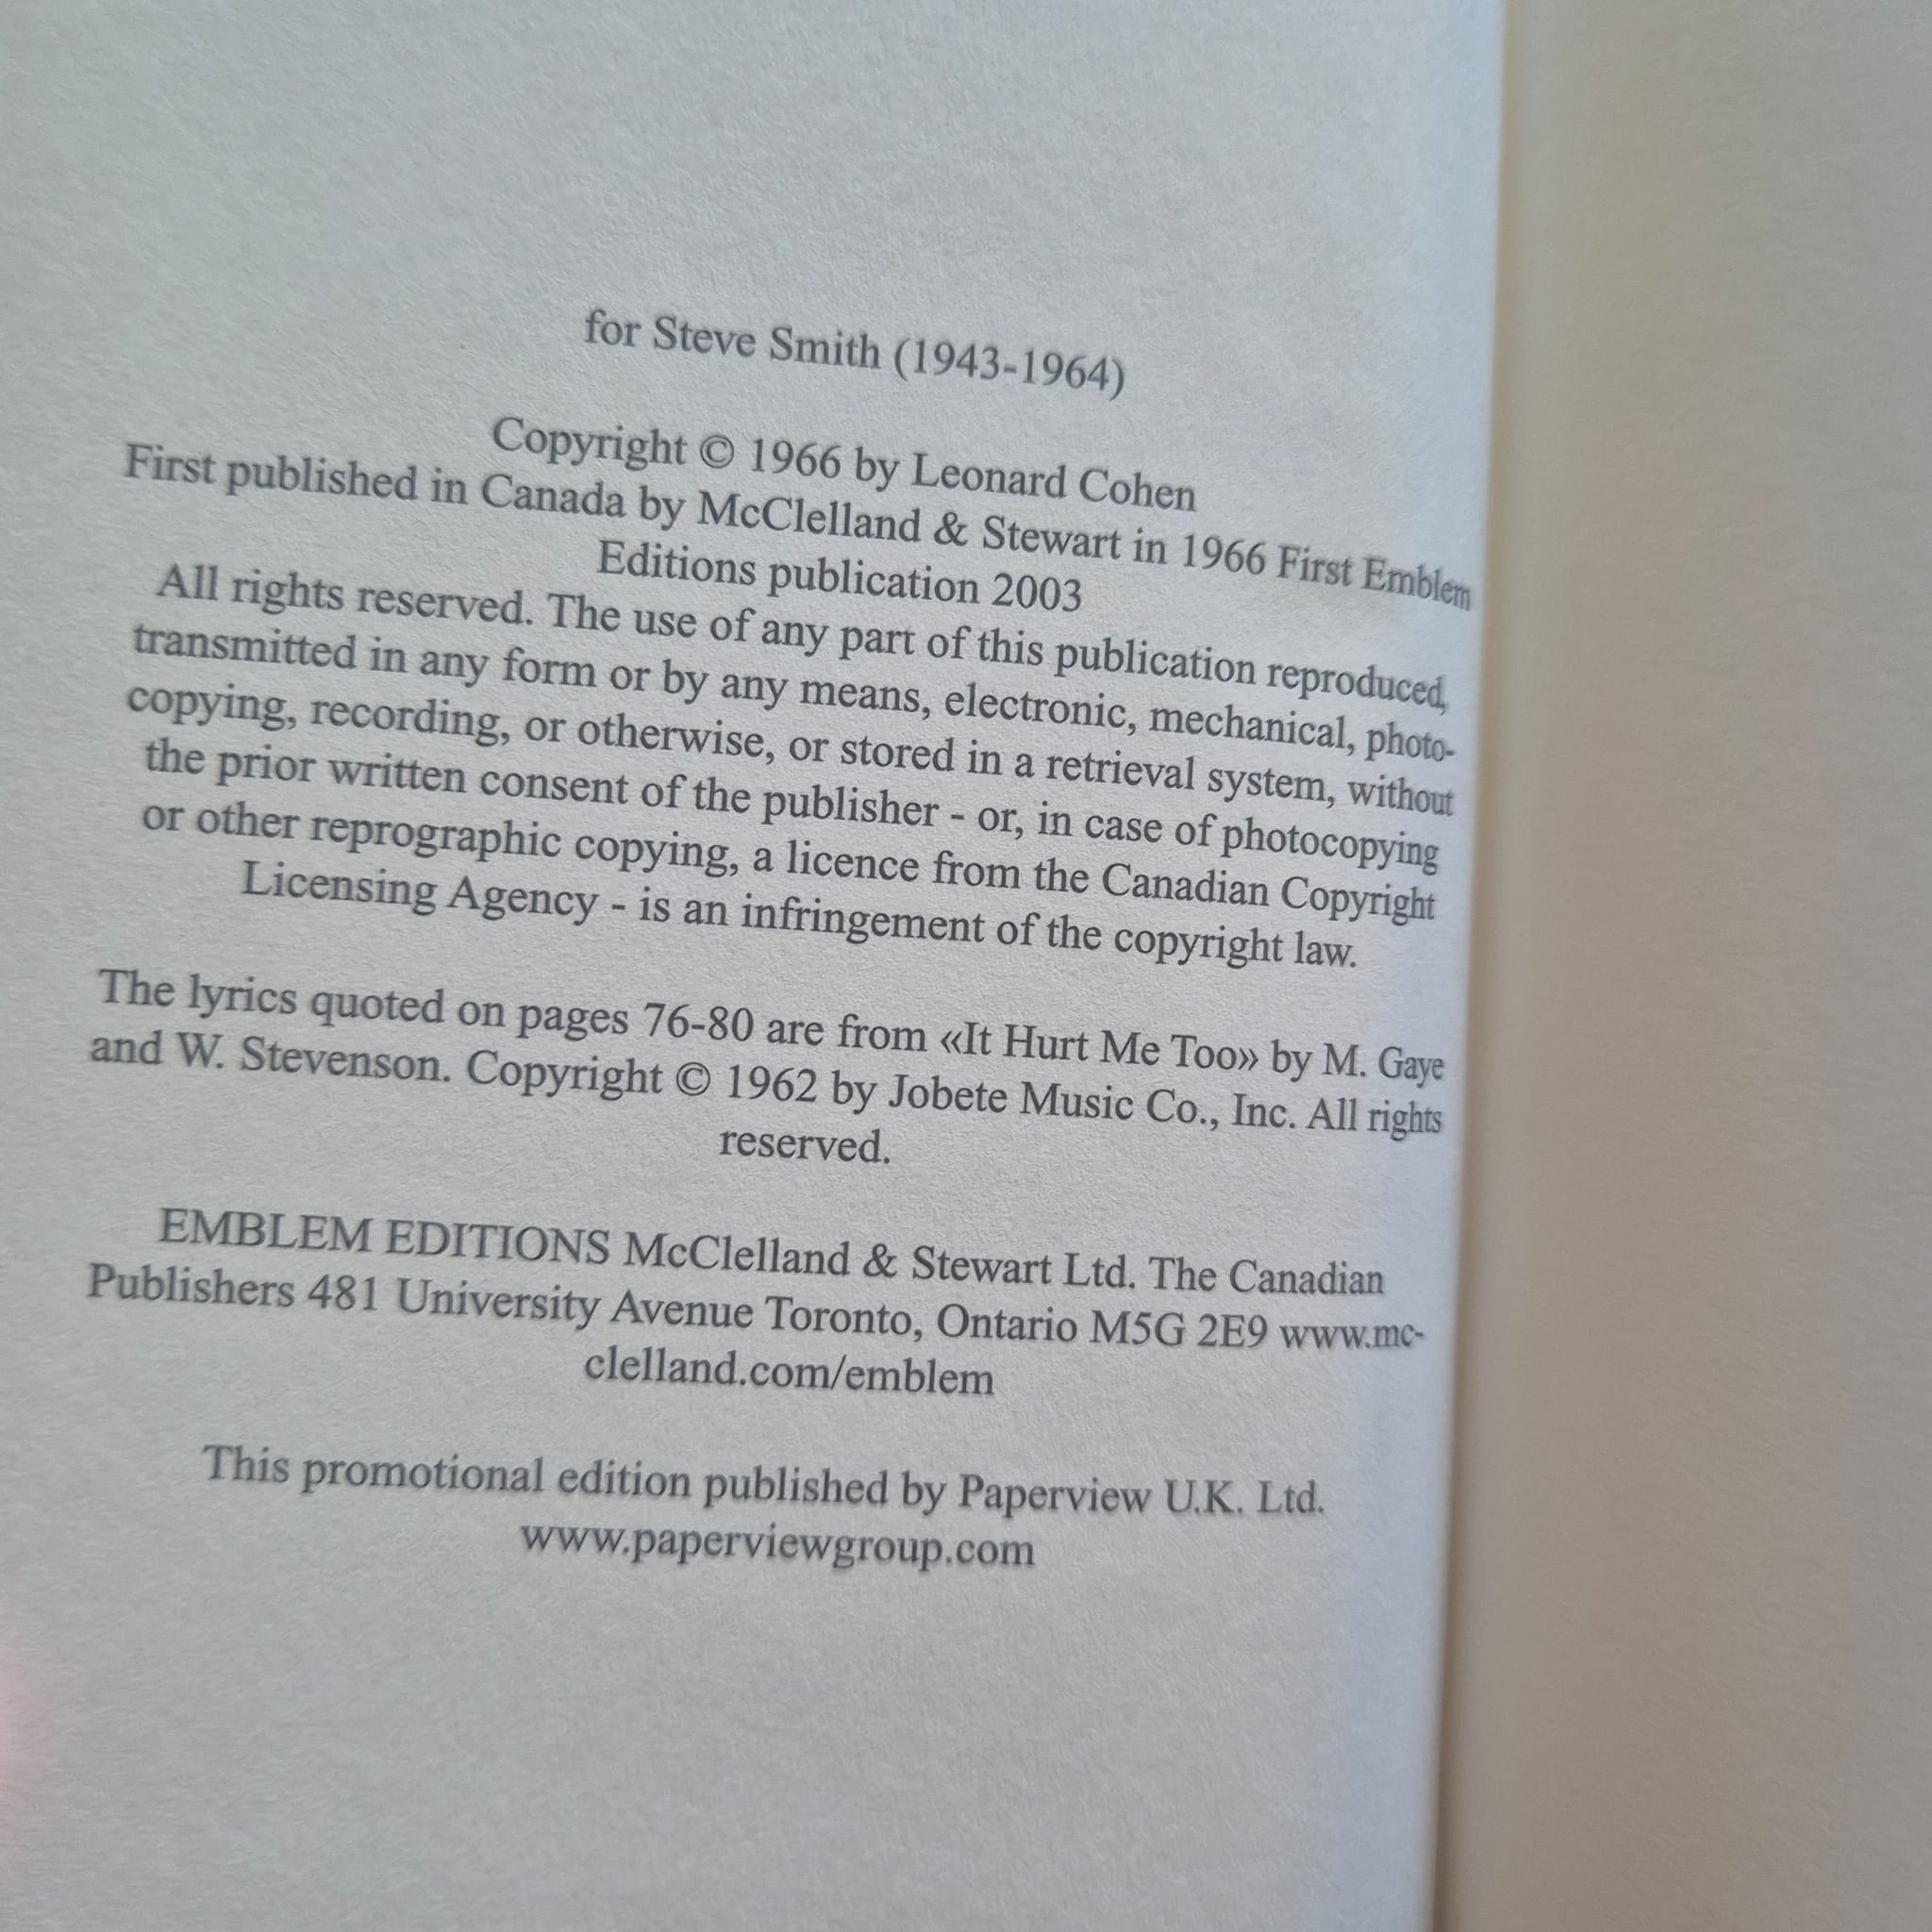 for Steve Smith (1943-1964)
Copyright © 1966 by Leonard Cohen
First published in Canada by McClelland & Stewart in 1966 First Emblem
Editions publication 2003
All rights reserved. The use of any part of this publication reproduced,
transmitted in any form or by any means, electronic, mechanical, photo-
copying, recording, or otherwise, or stored in a retrieval system, without
the prior written consent of the publisher - or, in case of photocopying
or other reprographic copying, a licence from the Canadian Copyright
Licensing Agency - is an infringement of the copyright law.
The lyrics quoted on pages 76-80 are from «It Hurt Me Too» by M. Gaye
and W. Stevenson. Copyright © 1962 by Jobete Music Co., Inc. All rights
reserved.
EMBLEM EDITIONS McClelland & Stewart Ltd. The Canadian
Publishers 481 University Avenue Toronto, Ontario M5G 2E9 www.mc-
clelland.com/emblem
This promotional edition published by Paperview U.K. Ltd.
www.paperviewgroup.com